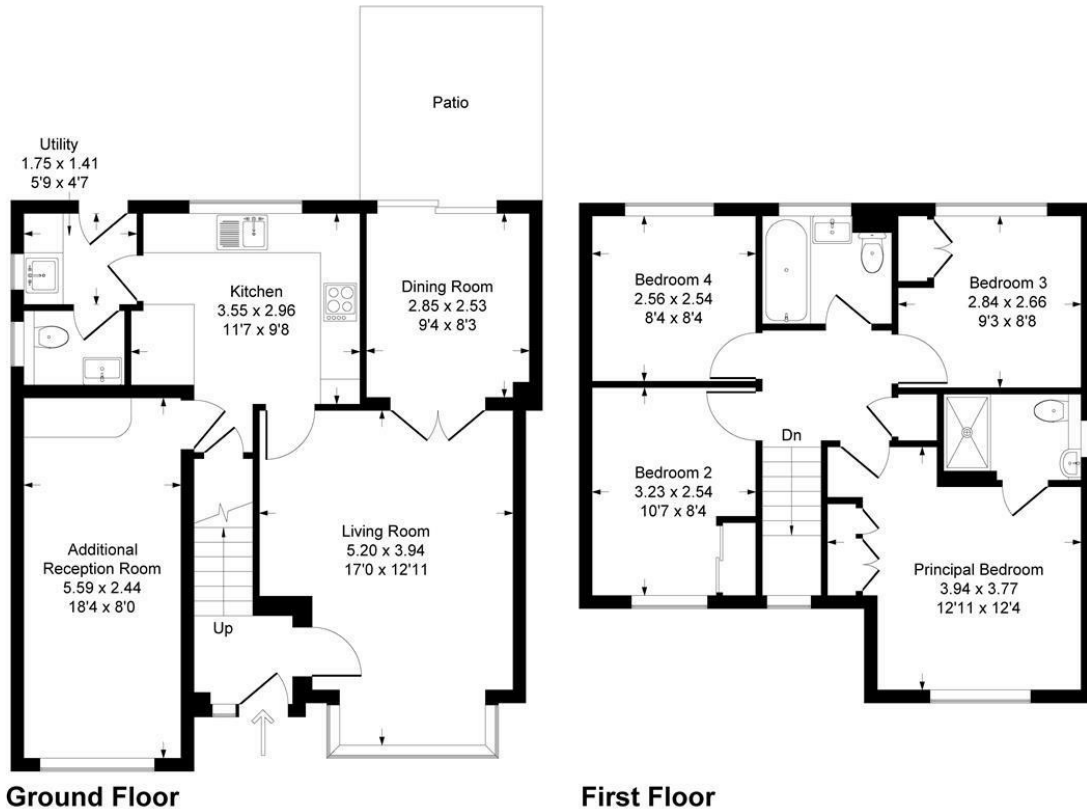 Patio
Utility
1.75 x 1.41
5'9 x 4'7
Kitchen
3.55 x 2.96
11'7 x 9'8
Dining Room
2.85 x 2.53
9'4 x 8'3
Additional
Reception Room
5.59 x 2.44
18'4 x 8'0
Up
Living Room
5.20 x 3.94
17'0 x 12'11
Ground Floor
Bedroom 4
2.56 x 2.54
8'4 x 8'4
Bedroom 3
2.84 x 2.66
9'3 x 8'8
Bedroom 2
3.23 x 2.54
10'7 x 8'4
Dn
Principal Bedroom
3.94 x 3.77
12'11 x 12'4
First Floor